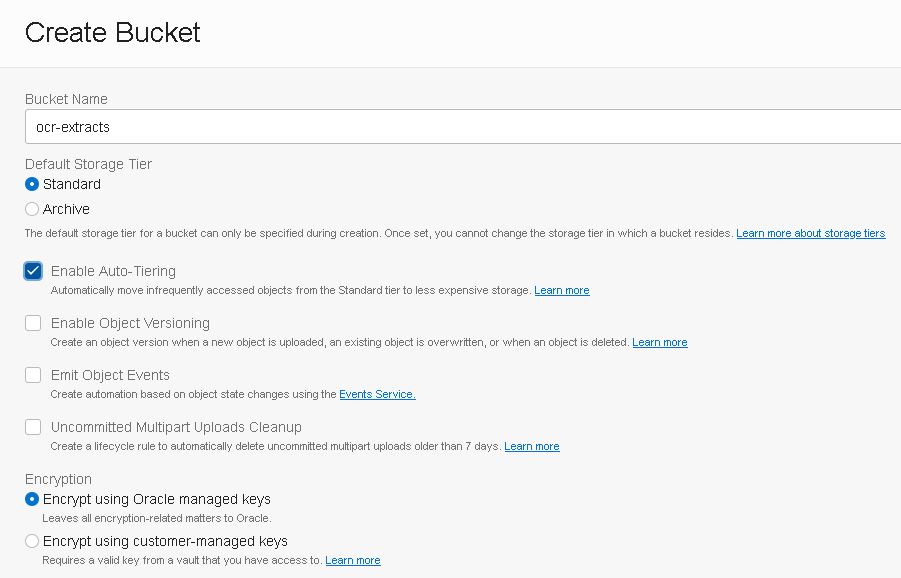 Create Bucket
Bucket Name
ocr-extracts
Default Storage Tier
Standard
Archive
The default storage tier for a bucket can only be specified during creation. Once set, you cannot change the storage tier in which a bucket resides. Learn more about storage tiers
Enable Auto-Tiering
Automatically move infrequently accessed objects from the Standard tier to less expensive storage. Learn more
Enable Object Versioning
Create an object version when a new object is uploaded, an existing object is overwritten, or when an object is deleted. Learn more
Emit Object Events
Create automation based on object state changes using the Events Service.
Uncommitted Multipart Uploads Cleanup
Create a lifecycle rule to automatically delete uncommitted multipart uploads older than 7 days. Learn more
Encryption
Encrypt using Oracle managed keys
Leaves all encryption-related matters to Oracle.
Encrypt using customer-managed keys
Requires a valid key from a vault that you have access to. Learn more